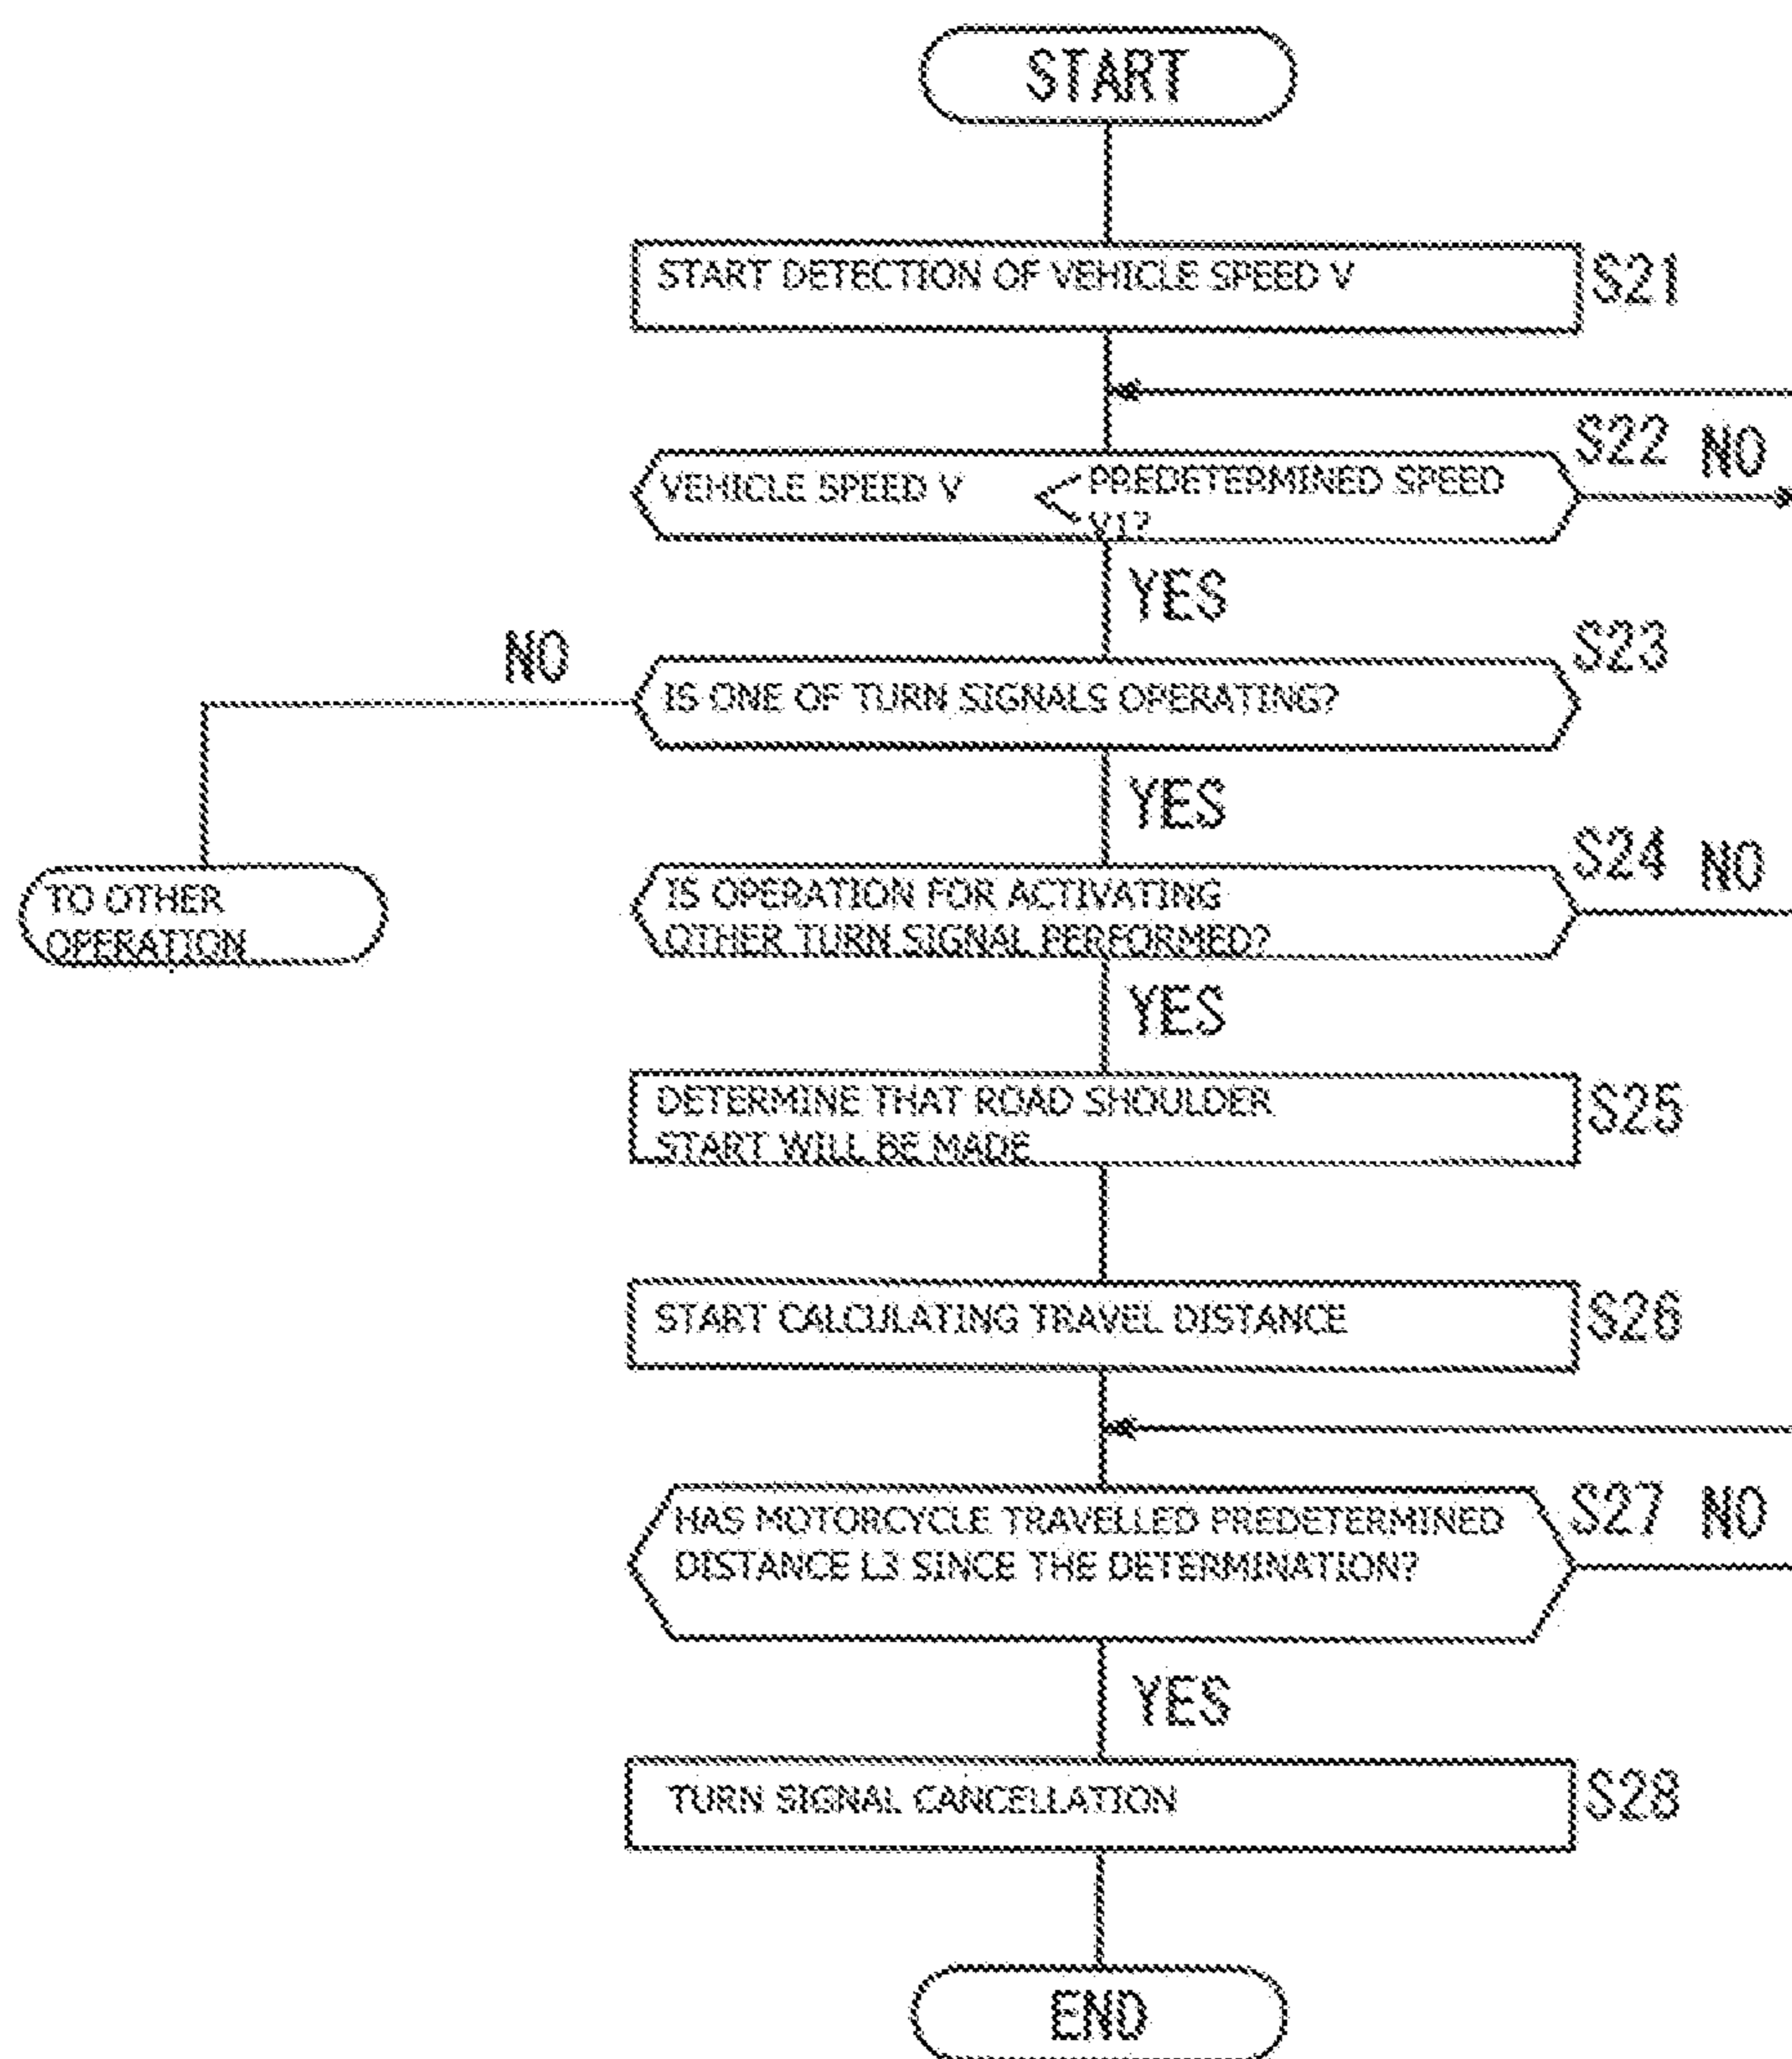 START
START DETECTION OF VEHICLE SPEED V
S21
S22 NO
VEHICLE SPEED V < PREDETERMINED SPEED
V1?
YES
S23
NO
IS ONE OF TURN SIGNALS OPERATING?
YES
S24 NO
TO OTHER
OPERATION
IS OPERATION FOR ACTIVATING
OTHER TURN SIGNAL PERFORMED?
YES
DETERMINE THAT ROAD SHOULDER
START WILL BE MADE
S25
START CALCULATING TRAVEL DISTANCE
S26
S27 NO
HAS MOTORCYCLE TRAVELLED PREDETERMINED
DISTANCE L3 SINCE THE DETERMINATION?
YES
TURN SIGNAL CANCELLATION
S28
END